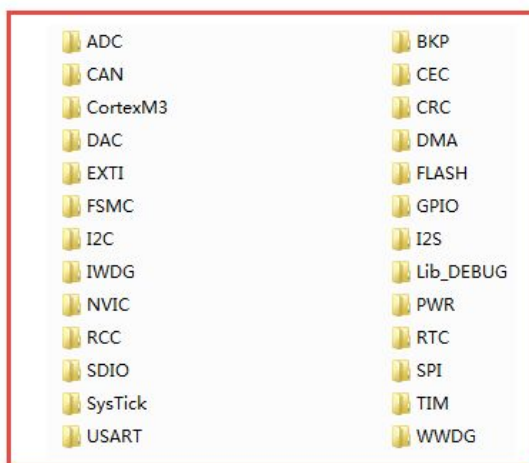 ADC BKP
CAN CEC
CortexM3 CRC
DAC DMA
EXTI FLASH
FSMC GPIO
I2C I2S
IWDG Lib_DEBUG
NVIC PWR
RCC RTC
SDIO SPI
SysTick TIM
USART WWDG